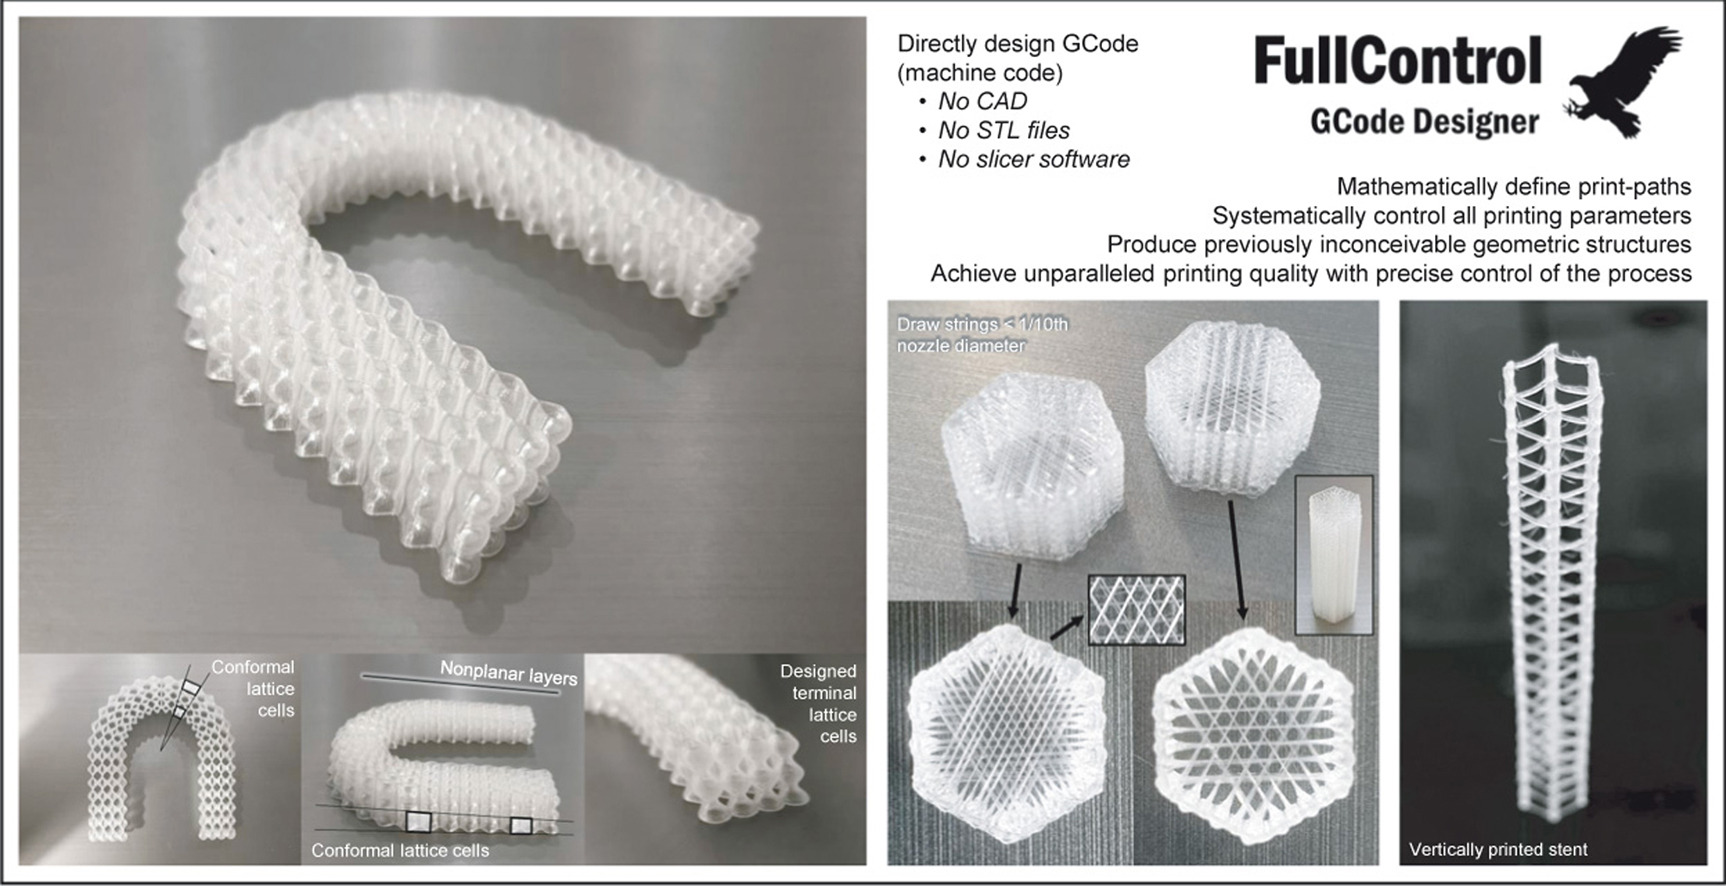 Directly design GCode
(machine code)
• No CAD
• No STL files
• No slicer software
FullControl
GCode Designer
Mathematically define print-paths
Systematically control all printing parameters
Produce previously inconceivable geometric structures
Achieve unparalleled printing quality with precise control of the process
Draw strings < 1/10th
nozzle diameter
Conformal
lattice
cells
Nonplanar layers
Conformal lattice cells
Designed
terminal
lattice
cells
Vertically printed stent